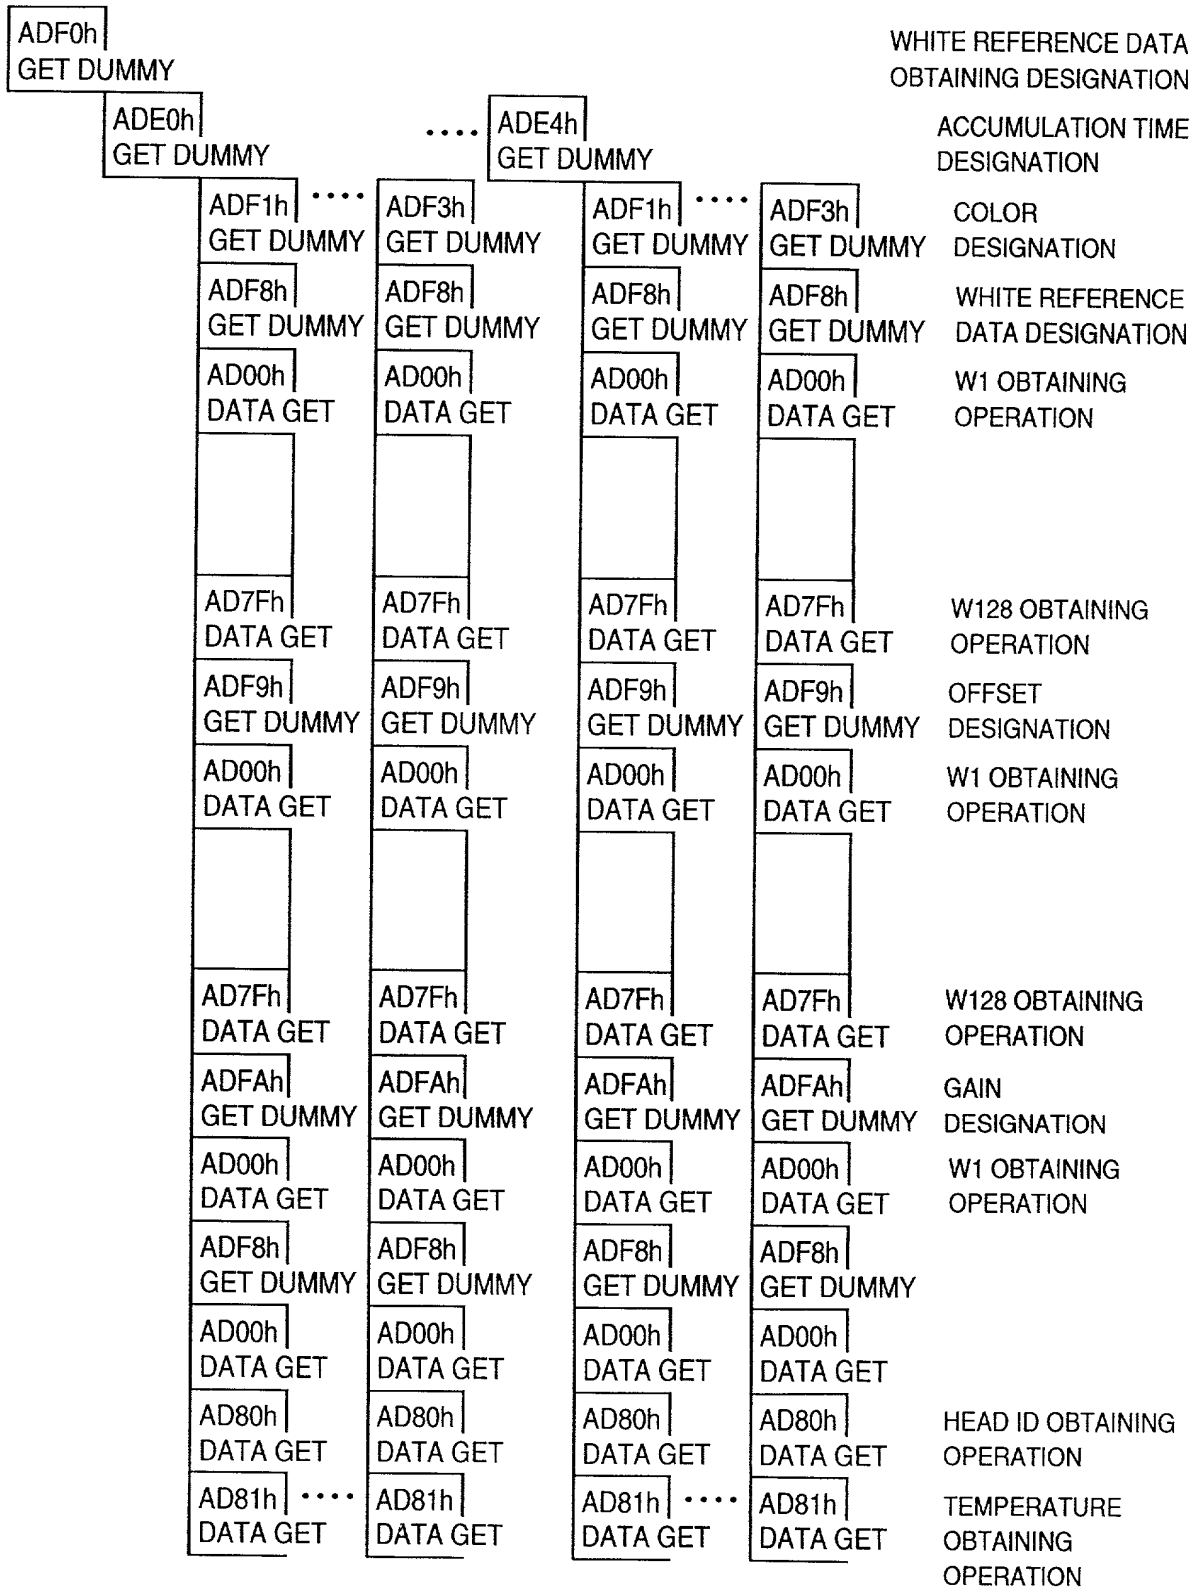 ADF0h
GET DUMMY
WHITE REFERENCE DATA
OBTAINING DESIGNATION
ADE0h .... ADE4h
GET DUMMY GET DUMMY
ACCUMULATION TIME
DESIGNATION
ADF1h .... ADF3h ADF1h .... ADF3h COLOR
GET DUMMY GET DUMMY GET DUMMY GET DUMMY DESIGNATION
ADF8h ADF8h ADF8h ADF8h WHITE REFERENCE
GET DUMMY GET DUMMY GET DUMMY GET DUMMY DATA DESIGNATION
AD00h AD00h AD00h AD00h W1 OBTAINING
DATA GET DATA GET DATA GET DATA GET OPERATION
AD7Fh AD7Fh AD7Fh AD7Fh W128 OBTAINING
DATA GET DATA GET DATA GET DATA GET OPERATION
ADF9h ADF9h ADF9h ADF9h OFFSET
GET DUMMY GET DUMMY GET DUMMY GET DUMMY DESIGNATION
AD00h AD00h AD00h AD00h W1 OBTAINING
DATA GET DATA GET DATA GET DATA GET OPERATION
AD7Fh AD7Fh AD7Fh AD7Fh W128 OBTAINING
DATA GET DATA GET DATA GET DATA GET OPERATION
ADFAh ADFAh ADFAh ADFAh GAIN
GET DUMMY GET DUMMY GET DUMMY GET DUMMY DESIGNATION
AD00h AD00h AD00h AD00h W1 OBTAINING
DATA GET DATA GET DATA GET DATA GET OPERATION
ADF8h ADF8h ADF8h ADF8h
GET DUMMY GET DUMMY GET DUMMY GET DUMMY
AD00h AD00h AD00h AD00h
DATA GET DATA GET DATA GET DATA GET
AD80h AD80h AD80h AD80h HEAD ID OBTAINING
DATA GET DATA GET DATA GET DATA GET OPERATION
AD81h .... AD81h AD81h .... AD81h TEMPERATURE
DATA GET DATA GET DATA GET DATA GET OBTAINING
OPERATION